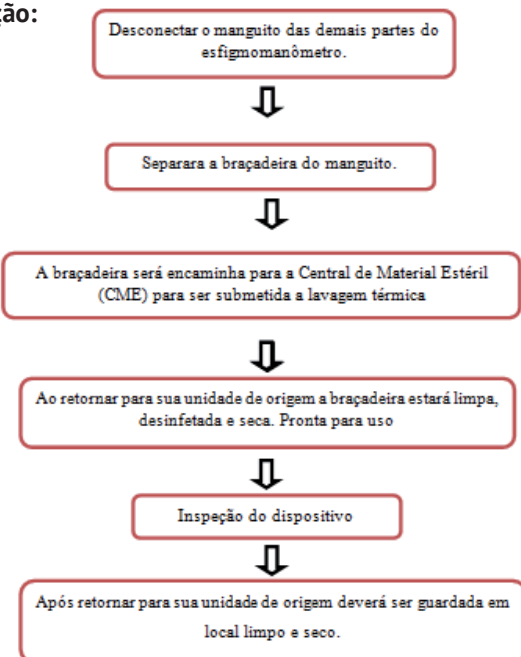 ção:
Desconectar o manguito das demais partes do
esfigmomanômetro.
Separara a braçadeira do manguito.
A braçadeira será encaminha para a Central de Material Estéril
(CME) para ser submetida a lavagem térmica
Ao retornar para sua unidade de origem a braçadeira estará limpa,
desinfetada e seca. Pronta para uso
Inspeção do dispositivo
Após retornar para sua unidade de origem deverá ser guardada em
local limpo e seco.